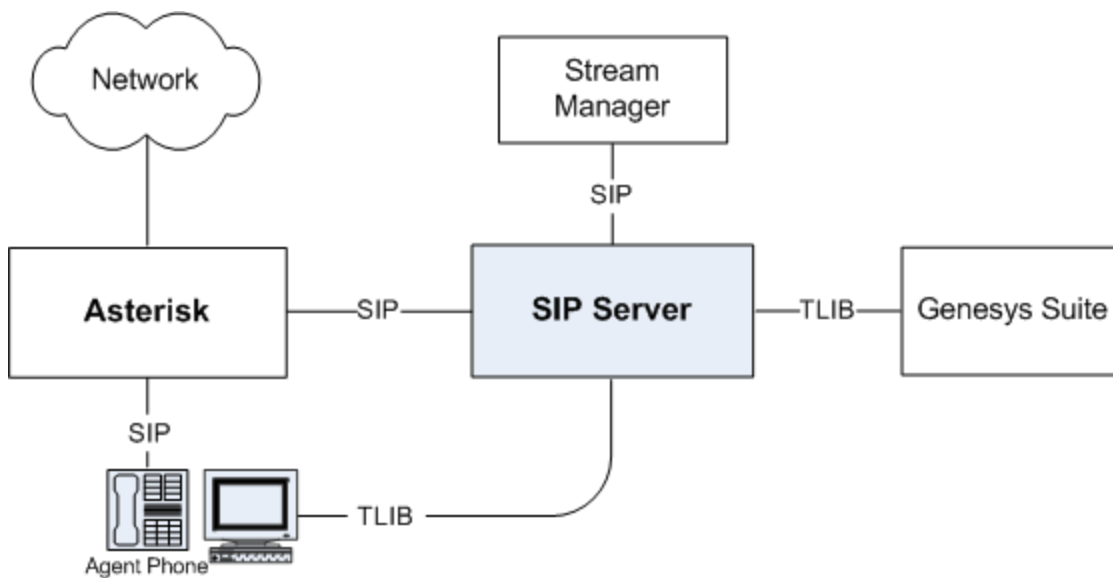 Network
Stream
Manager
SIP
Asterisk
SIP
SIP Server
TLIB
Genesys Suite
SIP
TLIB
Agent Phone